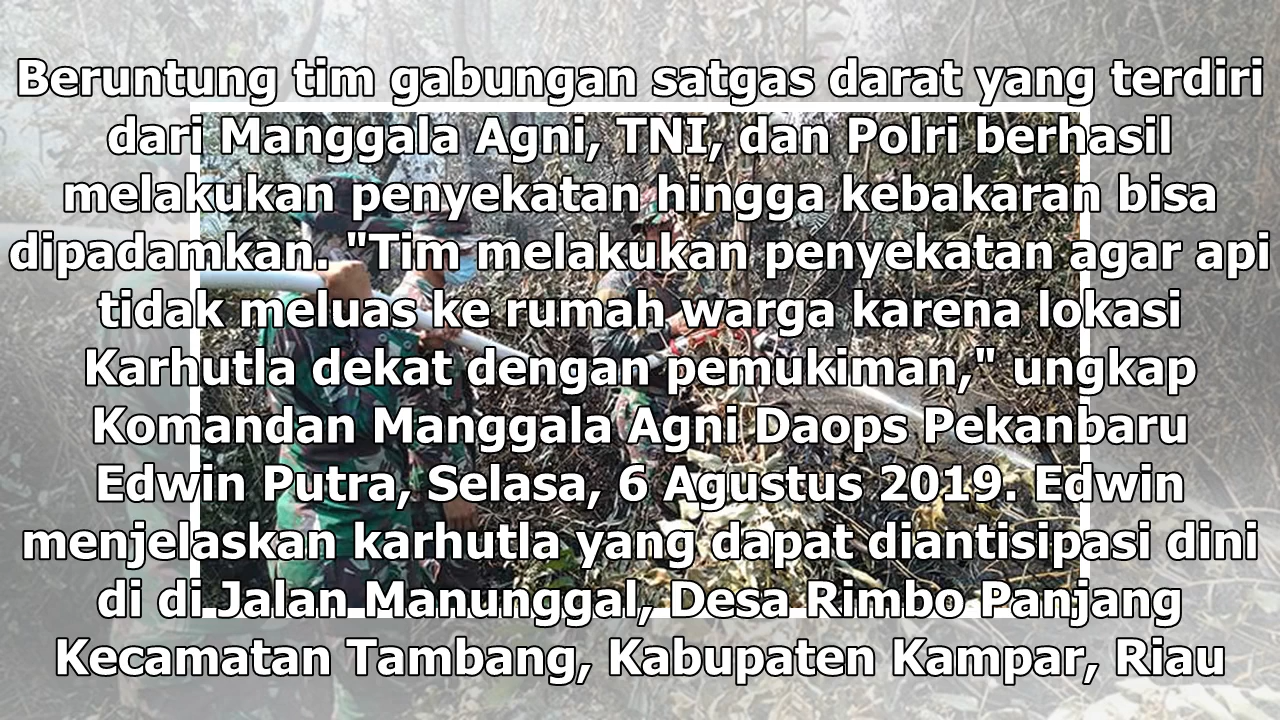 Beruntung tim gabungan satgas darat yang terdiri
dari Manggala Agni, TNI, dan Polri berhasil
melakukan penyekatan hingga kebakaran bisa
dipadamkan. "Tim melakukan penyekatan agar api
tidak meluas ke rumah warga karena lokasi
Karhutla dekat dengan pemukiman," ungkap
Komandan Manggala Agni Daops Pekanbaru
Edwin Putra, Selasa, 6 Agustus 2019. Edwin
menjelaskan karhutla yang dapat diantisipasi dini
di di Jalan Manunggal, Desa Rimbo Panjang
Kecamatan Tambang, Kabupaten Kampar, Riau